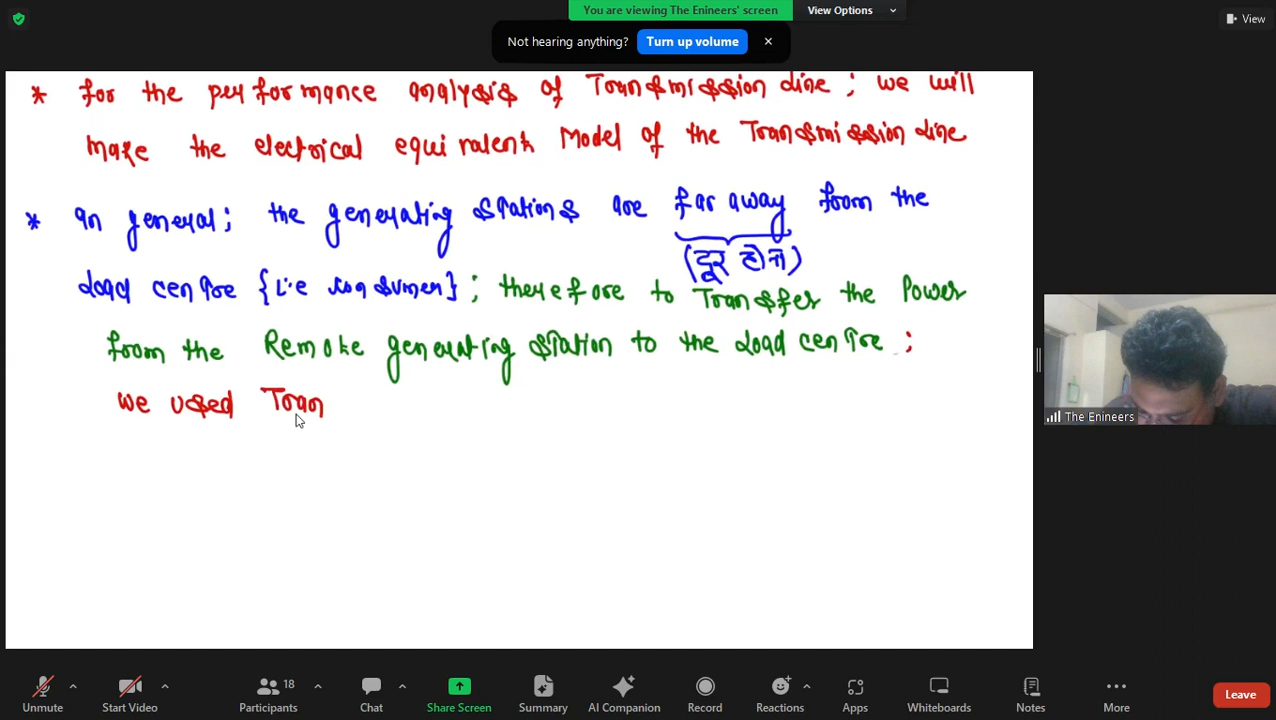 You are viewing The Enineers' screen
View Options
View
Not hearing anything?
Turn up volume
* for the performance analysis of Transmission Line ; we will
make the electrical equivalent Model of the Transmission Line
* In general ; the generating stations are far away from the
(दूर होना)
Load centre {i.e consumer} ; therefore to Transfer the Power
from the Remote generating station to the Load centre ;
we used Tran
The Enineers
Unmute
Start Video
Participants
18
Chat
Share Screen
Summary
AI Companion
Record
Reactions
Apps
Whiteboards
Notes
More
Leave